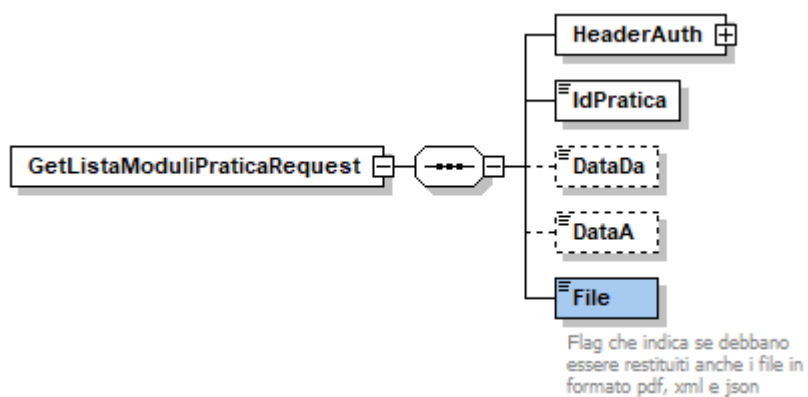 HeaderAuth
IdPratica
GetListaModuliPraticaRequest
DataDa
DataA
File
Flag che indica se debbano
essere restituiti anche i file in
formato pdf, xml e json